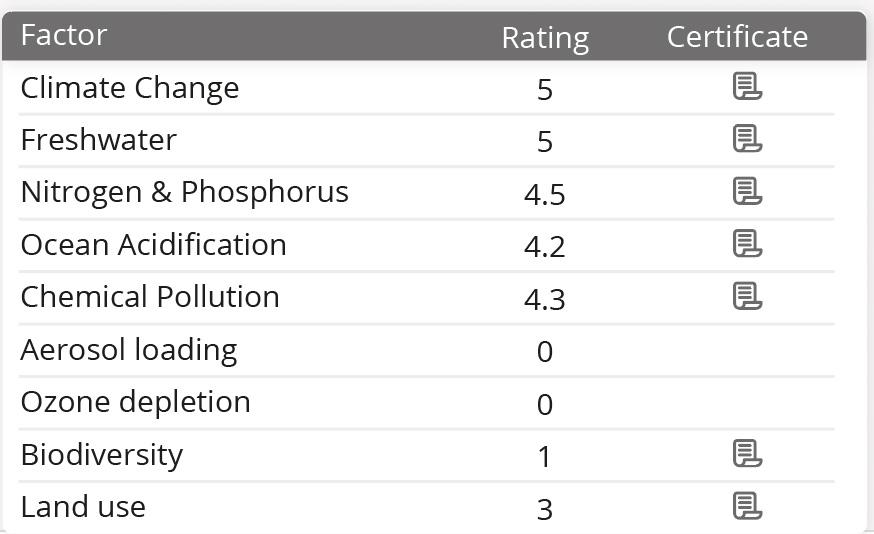 Factor Rating Certificate
Climate Change 5
Freshwater 5
Nitrogen & Phosphorus 4.5
Ocean Acidification 4.2
Chemical Pollution 4.3
Aerosol loading 0
Ozone depletion 0
Biodiversity 1
Land use 3